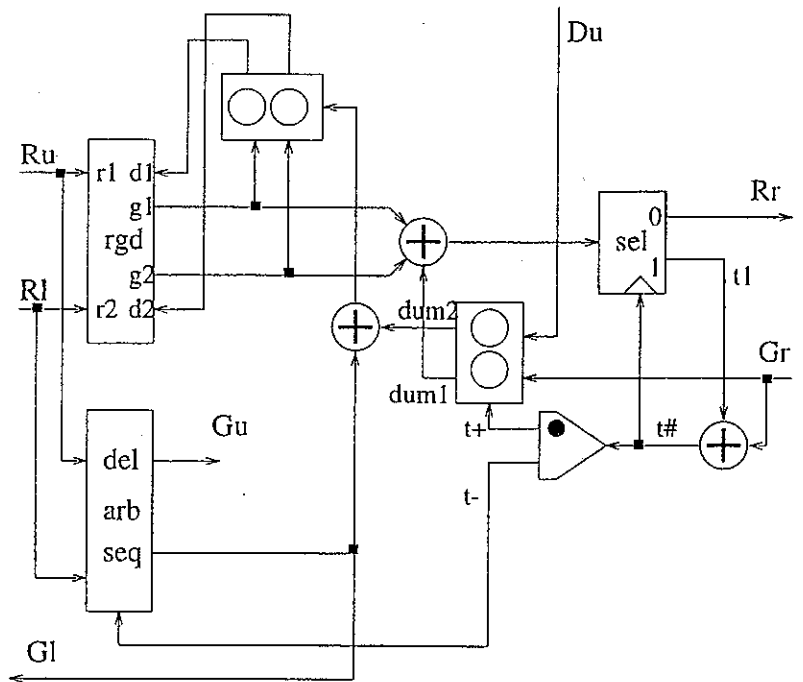 Du
Ru
r1 d1
g1
rgd
g2
r2 d2
Rl
0
sel
1
Rr
t1
dum2
dum1
Gr
t+
t#
t-
Gu
del
arb
seq
Gl